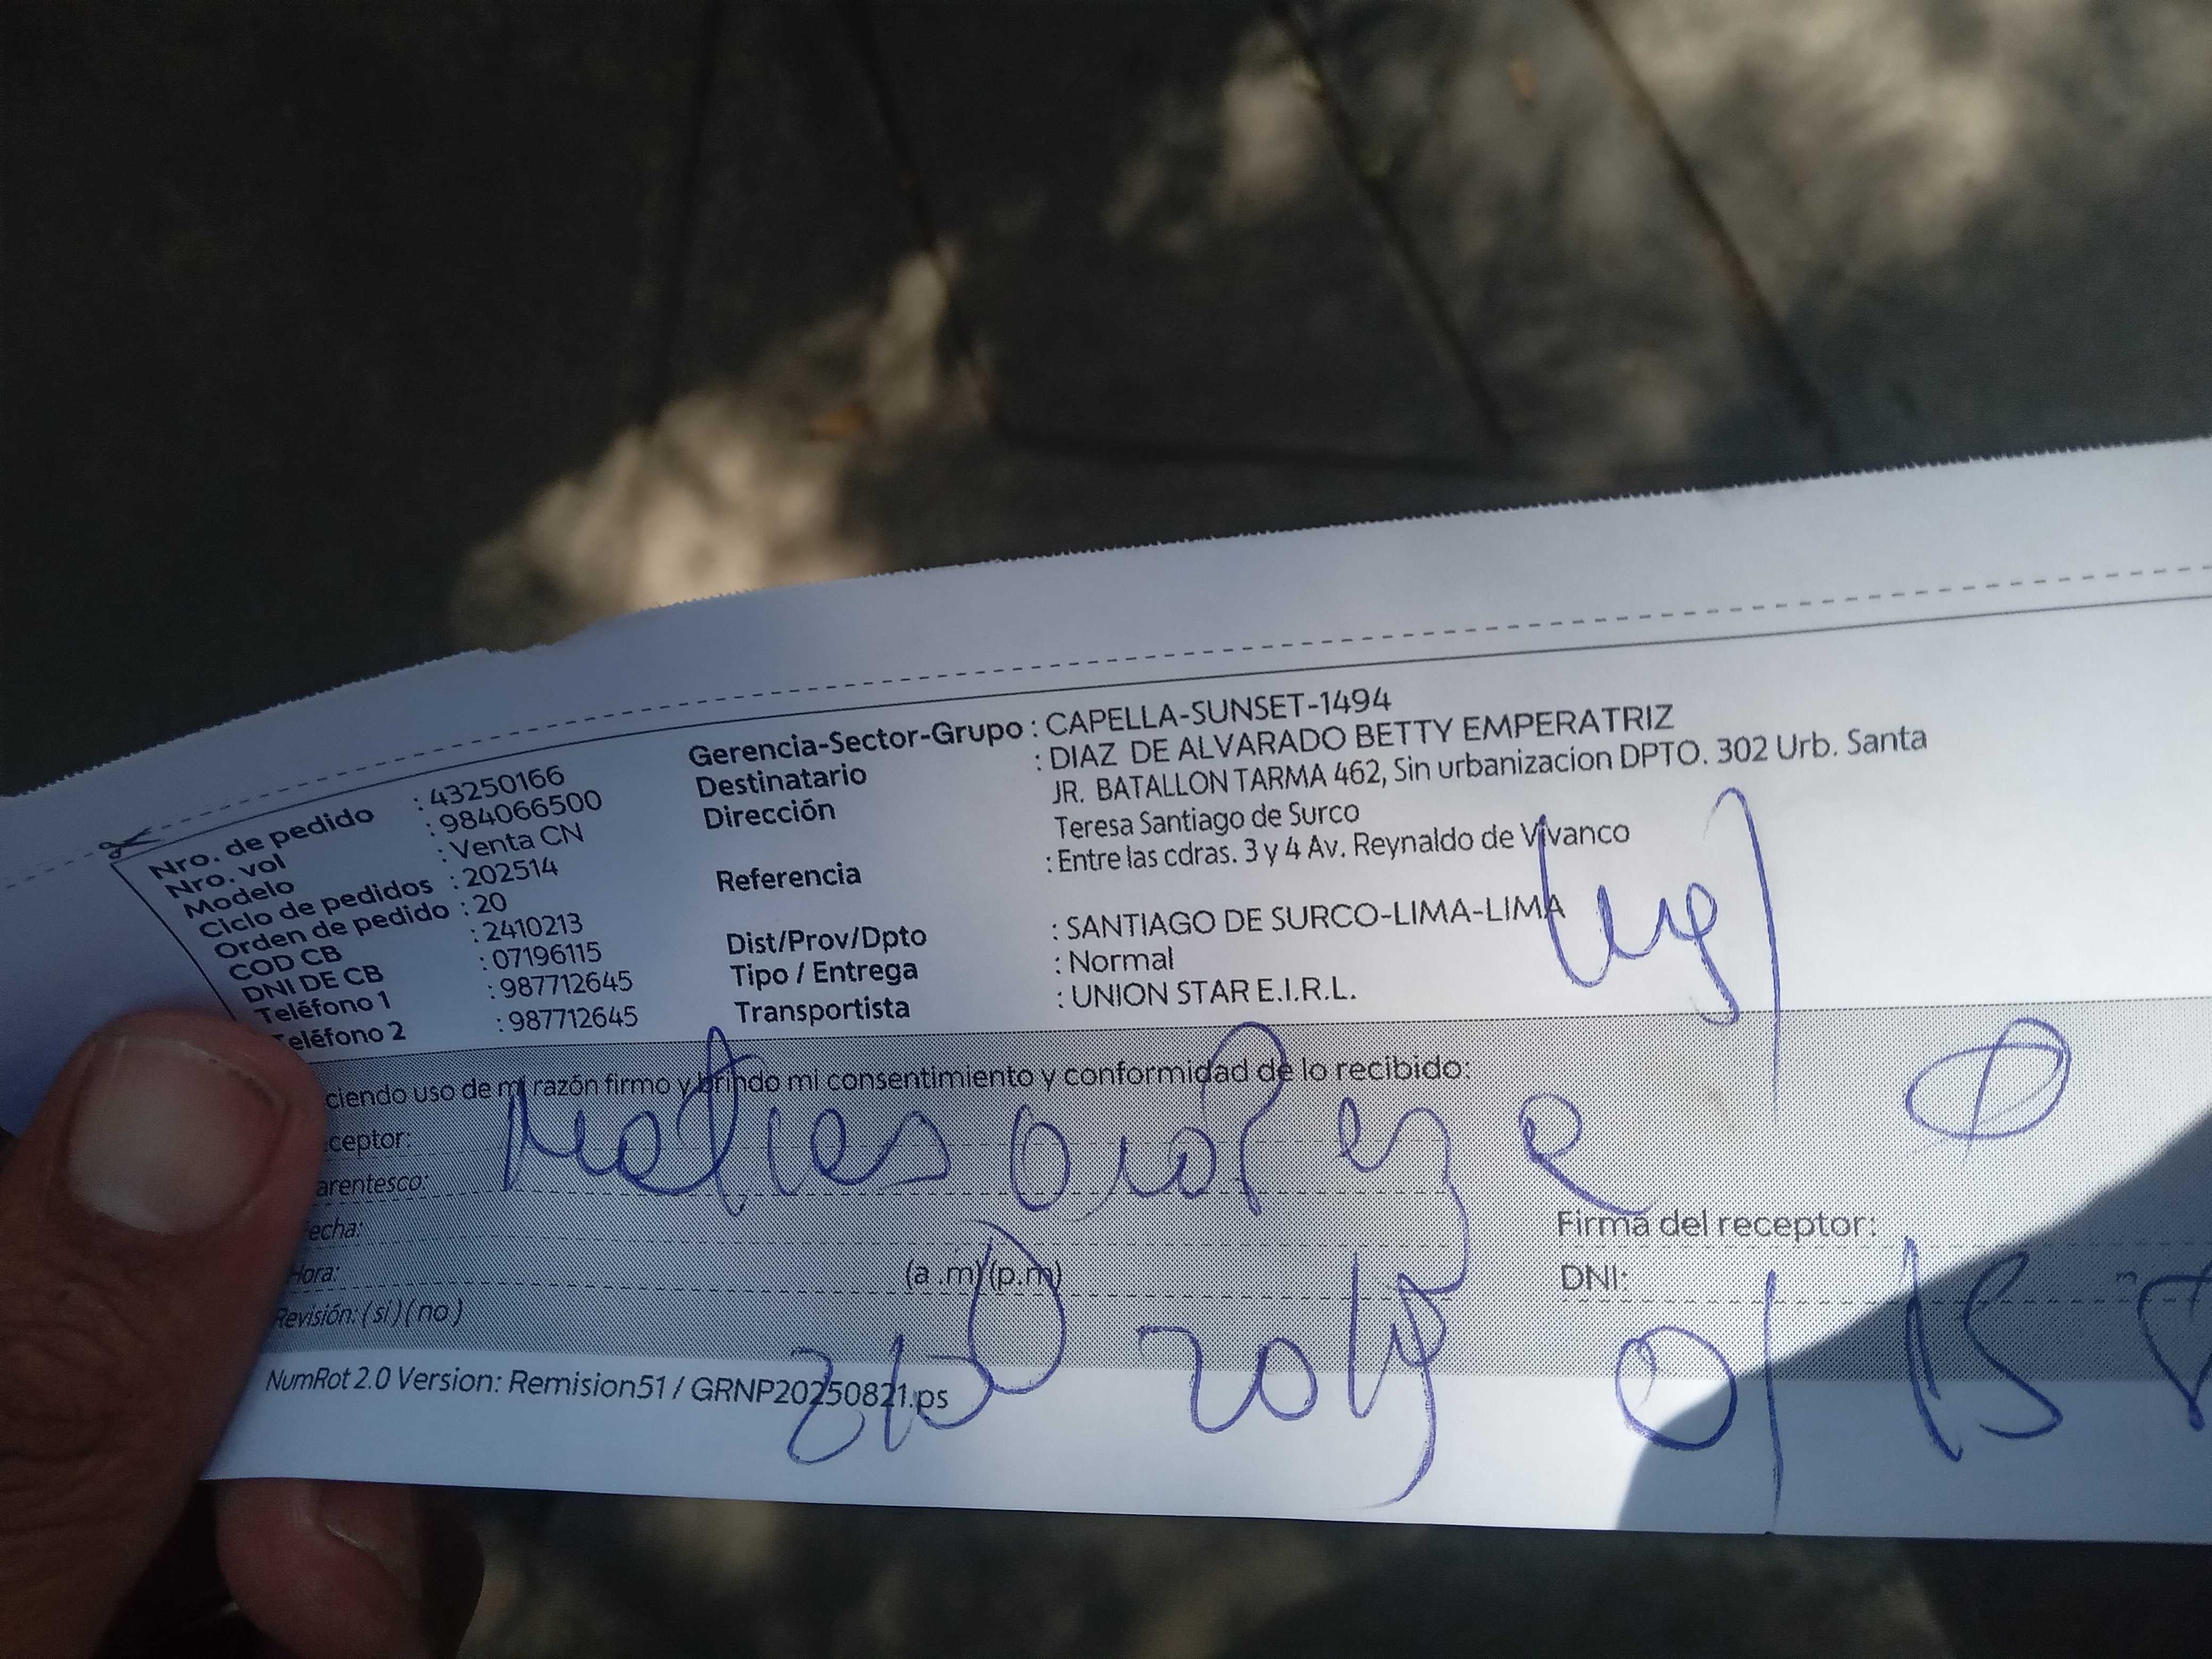 Nro. de pedido : 43250166
Nro. vol : 984066500
Modelo : Venta CN
Ciclo de pedidos : 202514
Orden de pedido : 20
COD CB : 2410213
DNI DE CB : 07196115
Teléfono 1 : 987712645
eléfono 2 : 987712645
Gerencia-Sector-Grupo : CAPELLA-SUNSET-1494
Destinatario : DIAZ DE ALVARADO BETTY EMPERATRIZ
Dirección JR. BATALLON TARMA 462, Sin urbanizacion DPTO. 302 Urb. Santa
Teresa Santiago de Surco
Referencia : Entre las cdras. 3 y 4 Av. Reynaldo de Vivanco
Dist/Prov/Dpto : SANTIAGO DE SURCO-LIMA-LIMA
Tipo / Entrega : Normal
Transportista : UNION STAR E.I.R.L.
ciendo uso de mi razón firmo y brindo mi consentimiento y conformidad de lo recibido:
ceptor: Matias
arentesco:
echa:
Hora: (a .m)(p.m)
Revisión: ( si ) ( no )
Firma del receptor:
DNI:
NumRot 2.0 Version: Remision51 / GRNP20250821.ps